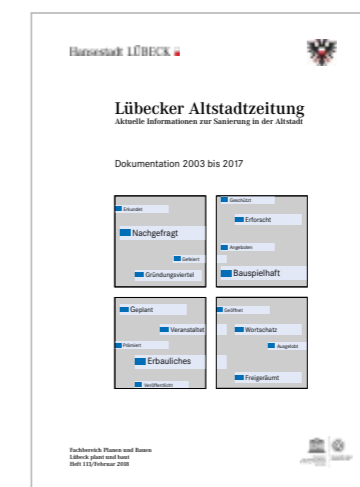 Hansestadt LÜBECK
Lübecker Altstadtzeitung
Aktuelle Informationen zur Sanierung in der Altstadt
Dokumentation 2003 bis 2017
Erkundet
Nachgefragt
Gefeiert
Gründungsviertel
Geschützt
Erforscht
Angeboten
Bauspielhaft
Geplant
Veranstaltet
Prämiert
Erbauliches
Veröffentlicht
Geöffnet
Wortschatz
Ausgelobt
Freigeräumt
Fachbereich Planen und Bauen
Lübeck plant und baut
Heft 115/Februar 2018